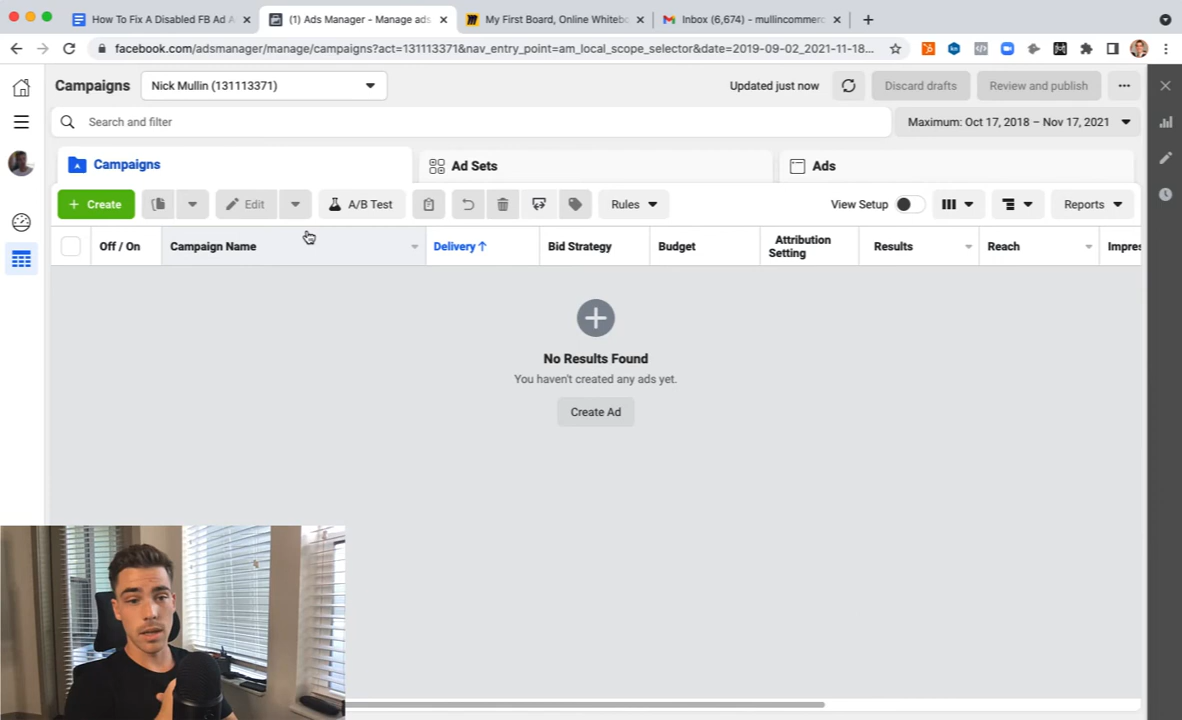 How To Fix A Disabled FB Ad A
(1) Ads Manager - Manage ads
My First Board, Online Whitebo
Inbox (6,674) - mullincommerc
facebook.com/adsmanager/manage/campaigns?act=131113371&nav_entry_point=am_local_scope_selector&date=2019-09-02_2021-11-18...
Campaigns
Nick Mullin (131113371)
Updated just now
Discard drafts
Review and publish
Search and filter
Maximum: Oct 17, 2018 – Nov 17, 2021
Campaigns
Ad Sets
Ads
+ Create
Edit
A/B Test
Rules
View Setup
Reports
Off / On
Campaign Name
Delivery ↑
Bid Strategy
Budget
Attribution
Setting
Results
Reach
Impres
No Results Found
You haven't created any ads yet.
Create Ad